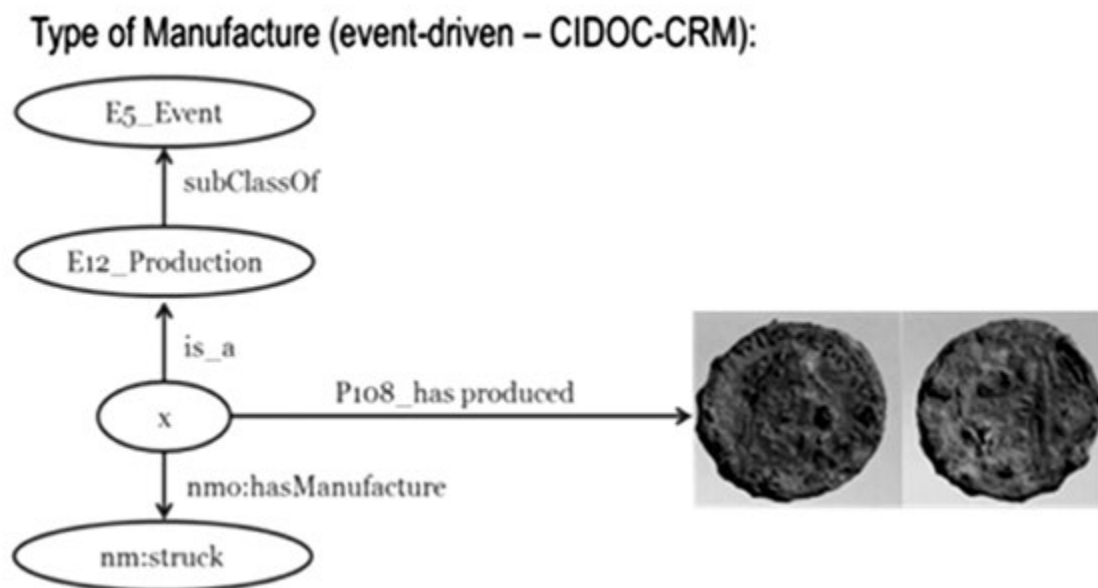 Type of Manufacture (event-driven – CIDOC-CRM):
E5_Event
subClassOf
E12_Production
is_a
P108_has produced
x
nmo:hasManufacture
nm:struck